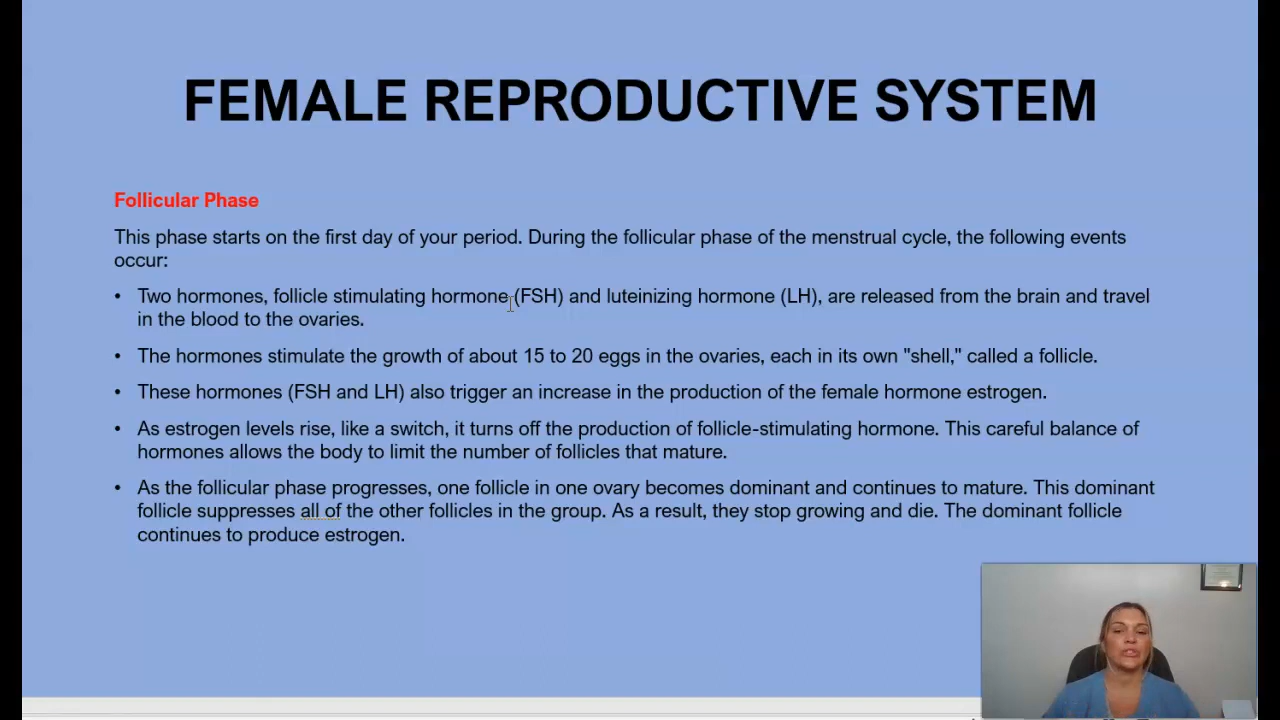 FEMALE REPRODUCTIVE SYSTEM
Follicular Phase
This phase starts on the first day of your period. During the follicular phase of the menstrual cycle, the following events
occur:
• Two hormones, follicle stimulating hormone (FSH) and luteinizing hormone (LH), are released from the brain and travel
in the blood to the ovaries.
• The hormones stimulate the growth of about 15 to 20 eggs in the ovaries, each in its own "shell," called a follicle.
• These hormones (FSH and LH) also trigger an increase in the production of the female hormone estrogen.
• As estrogen levels rise, like a switch, it turns off the production of follicle-stimulating hormone. This careful balance of
hormones allows the body to limit the number of follicles that mature.
• As the follicular phase progresses, one follicle in one ovary becomes dominant and continues to mature. This dominant
follicle suppresses all of the other follicles in the group. As a result, they stop growing and die. The dominant follicle
continues to produce estrogen.